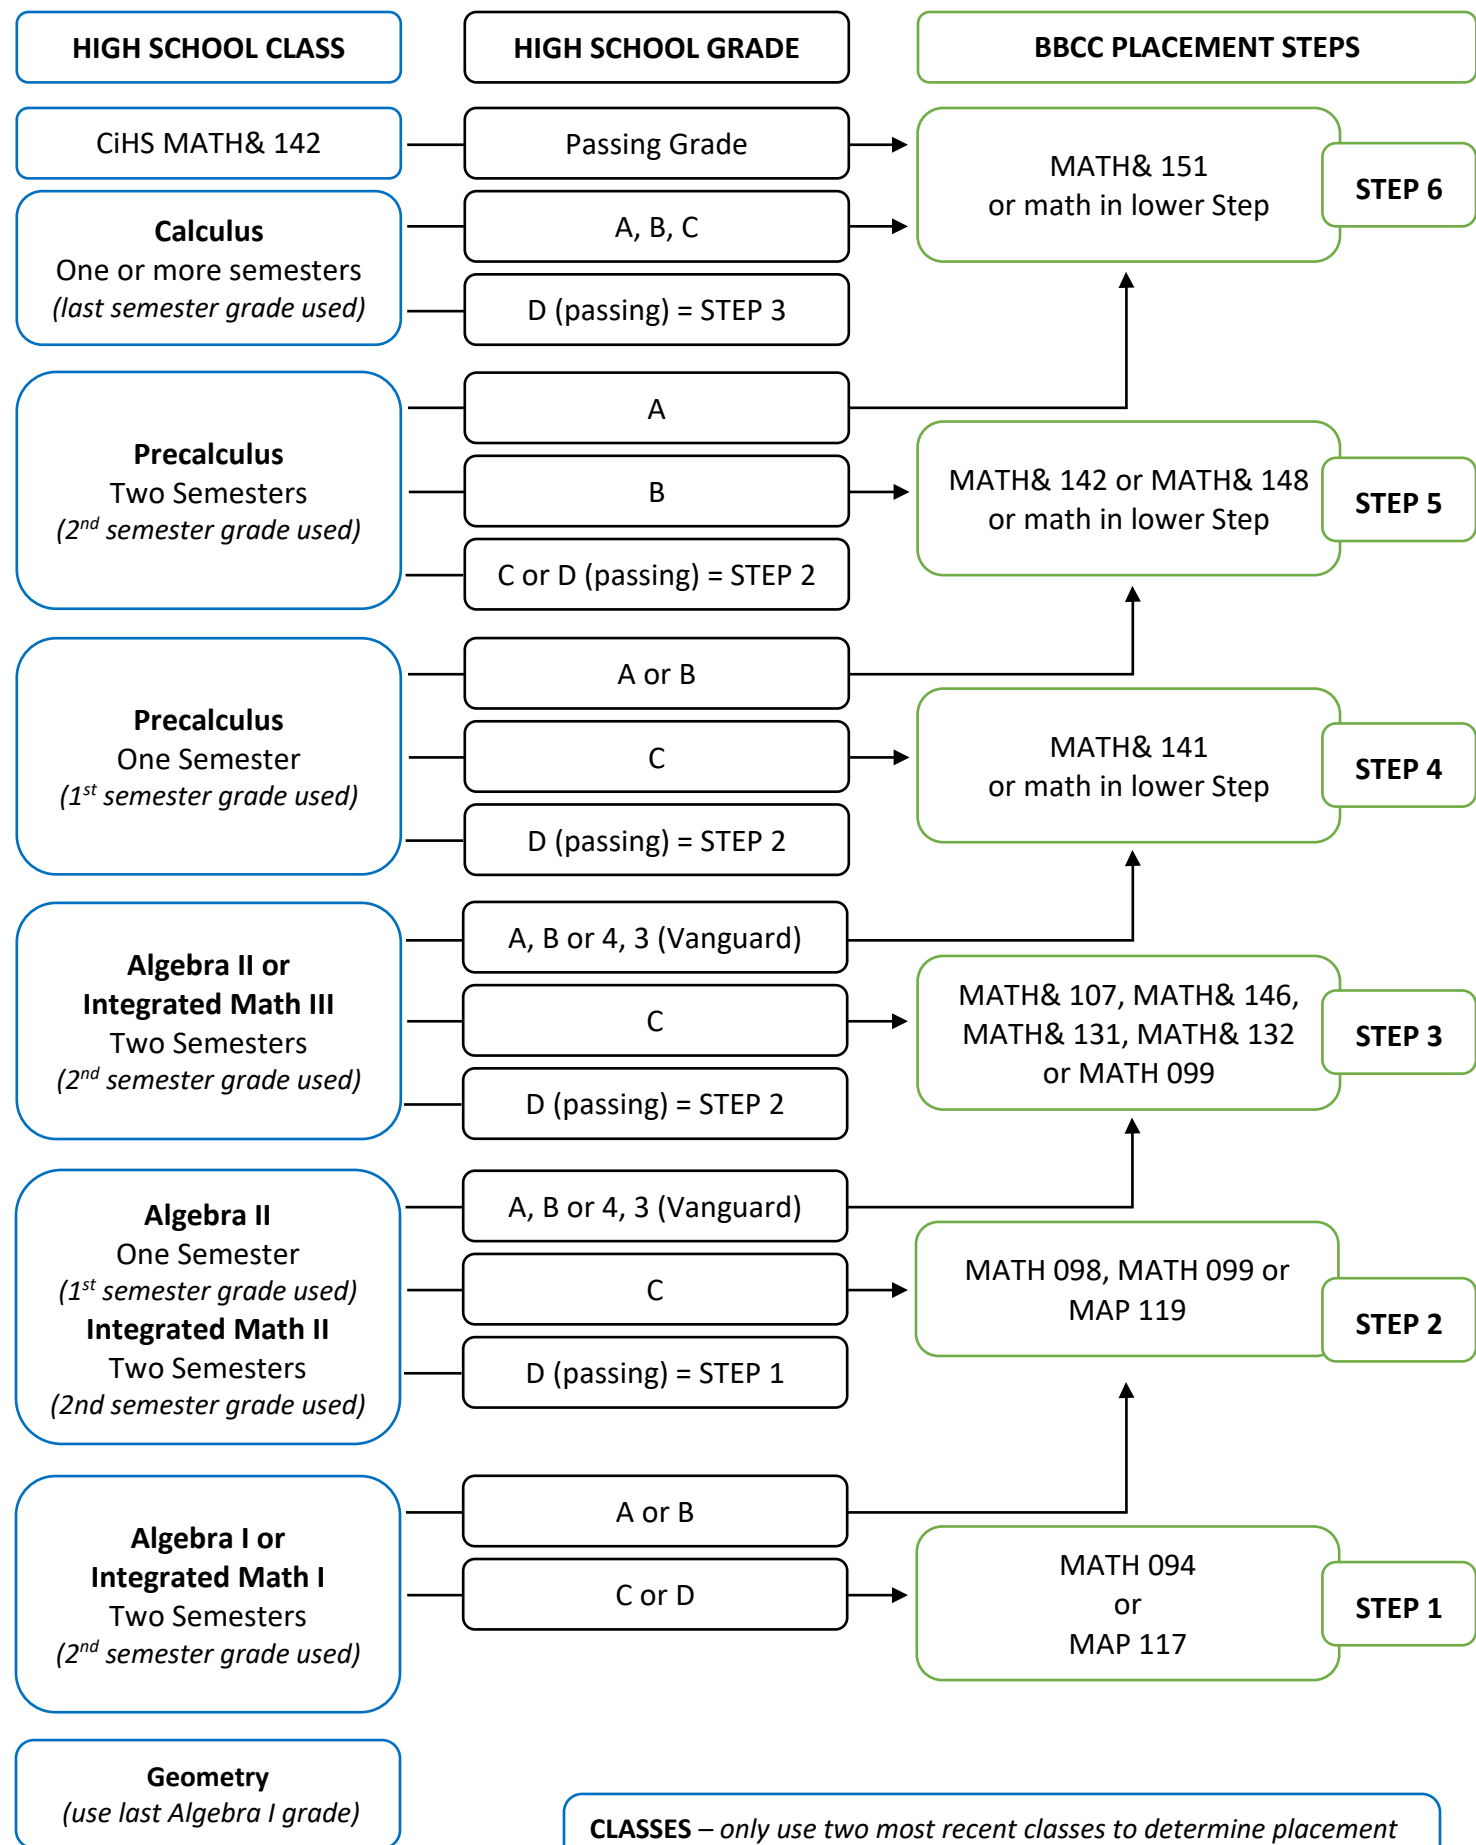 HIGH SCHOOL CLASS
HIGH SCHOOL GRADE
BBCC PLACEMENT STEPS
CiHS MATH& 142
Passing Grade
MATH& 151
or math in lower Step
STEP 6
Calculus
One or more semesters
(last semester grade used)
A, B, C
D (passing) = STEP 3
Precalculus
Two Semesters
(2nd semester grade used)
A
B
C or D (passing) = STEP 2
MATH& 142 or MATH& 148
or math in lower Step
STEP 5
Precalculus
One Semester
(1st semester grade used)
A or B
C
D (passing) = STEP 2
MATH& 141
or math in lower Step
STEP 4
Algebra II or
Integrated Math III
Two Semesters
(2nd semester grade used)
A, B or 4, 3 (Vanguard)
C
D (passing) = STEP 2
MATH& 107, MATH& 146,
MATH& 131, MATH& 132
or MATH 099
STEP 3
Algebra II
One Semester
(1st semester grade used)
Integrated Math II
Two Semesters
(2nd semester grade used)
A, B or 4, 3 (Vanguard)
C
D (passing) = STEP 1
MATH 098, MATH 099 or
MAP 119
STEP 2
Algebra I or
Integrated Math I
Two Semesters
(2nd semester grade used)
A or B
C or D
MATH 094
or
MAP 117
STEP 1
Geometry
(use last Algebra I grade)
CLASSES – only use two most recent classes to determine placement